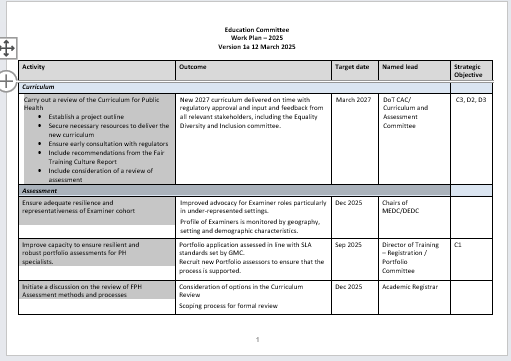 Education Committee
Work Plan – 2025
Version 1a 12 March 2025
Activity Outcome Target date Named lead Strategic
Objective
Curriculum
Carry out a review of the Curriculum for Public
Health
• Establish a project outline
• Secure necessary resources to deliver the
new curriculum
• Ensure early consultation with regulators
• Include recommendations from the Fair
Training Culture Report
• Include consideration of a review of
assessment
New 2027 curriculum delivered on time with
regulatory approval and input and feedback from
all relevant stakeholders, including the Equality
Diversity and Inclusion committee.
March 2027
DoT CAC/
Curriculum and
Assessment
Committee
C3, D2, D3
Assessment
Ensure adequate resilience and
representativeness of Examiner cohort
Improved advocacy for Examiner roles particularly
in under-represented settings.
Profile of Examiners is monitored by geography,
setting and demographic characteristics.
Dec 2025
Chairs of
MEDC/DEDC
Improve capacity to ensure resilient and
robust portfolio assessments for PH
specialists.
Portfolio application assessed in line with SLA
standards set by GMC.
Recruit new Portfolio assessors to ensure that the
process is supported.
Sep 2025
Director of Training
– Registration /
Portfolio
Committee
C1
Initiate a discussion on the review of FPH
Assessment methods and processes
Consideration of options in the Curriculum
Review
Scoping process for formal review
Dec 2025
Academic Registrar
1